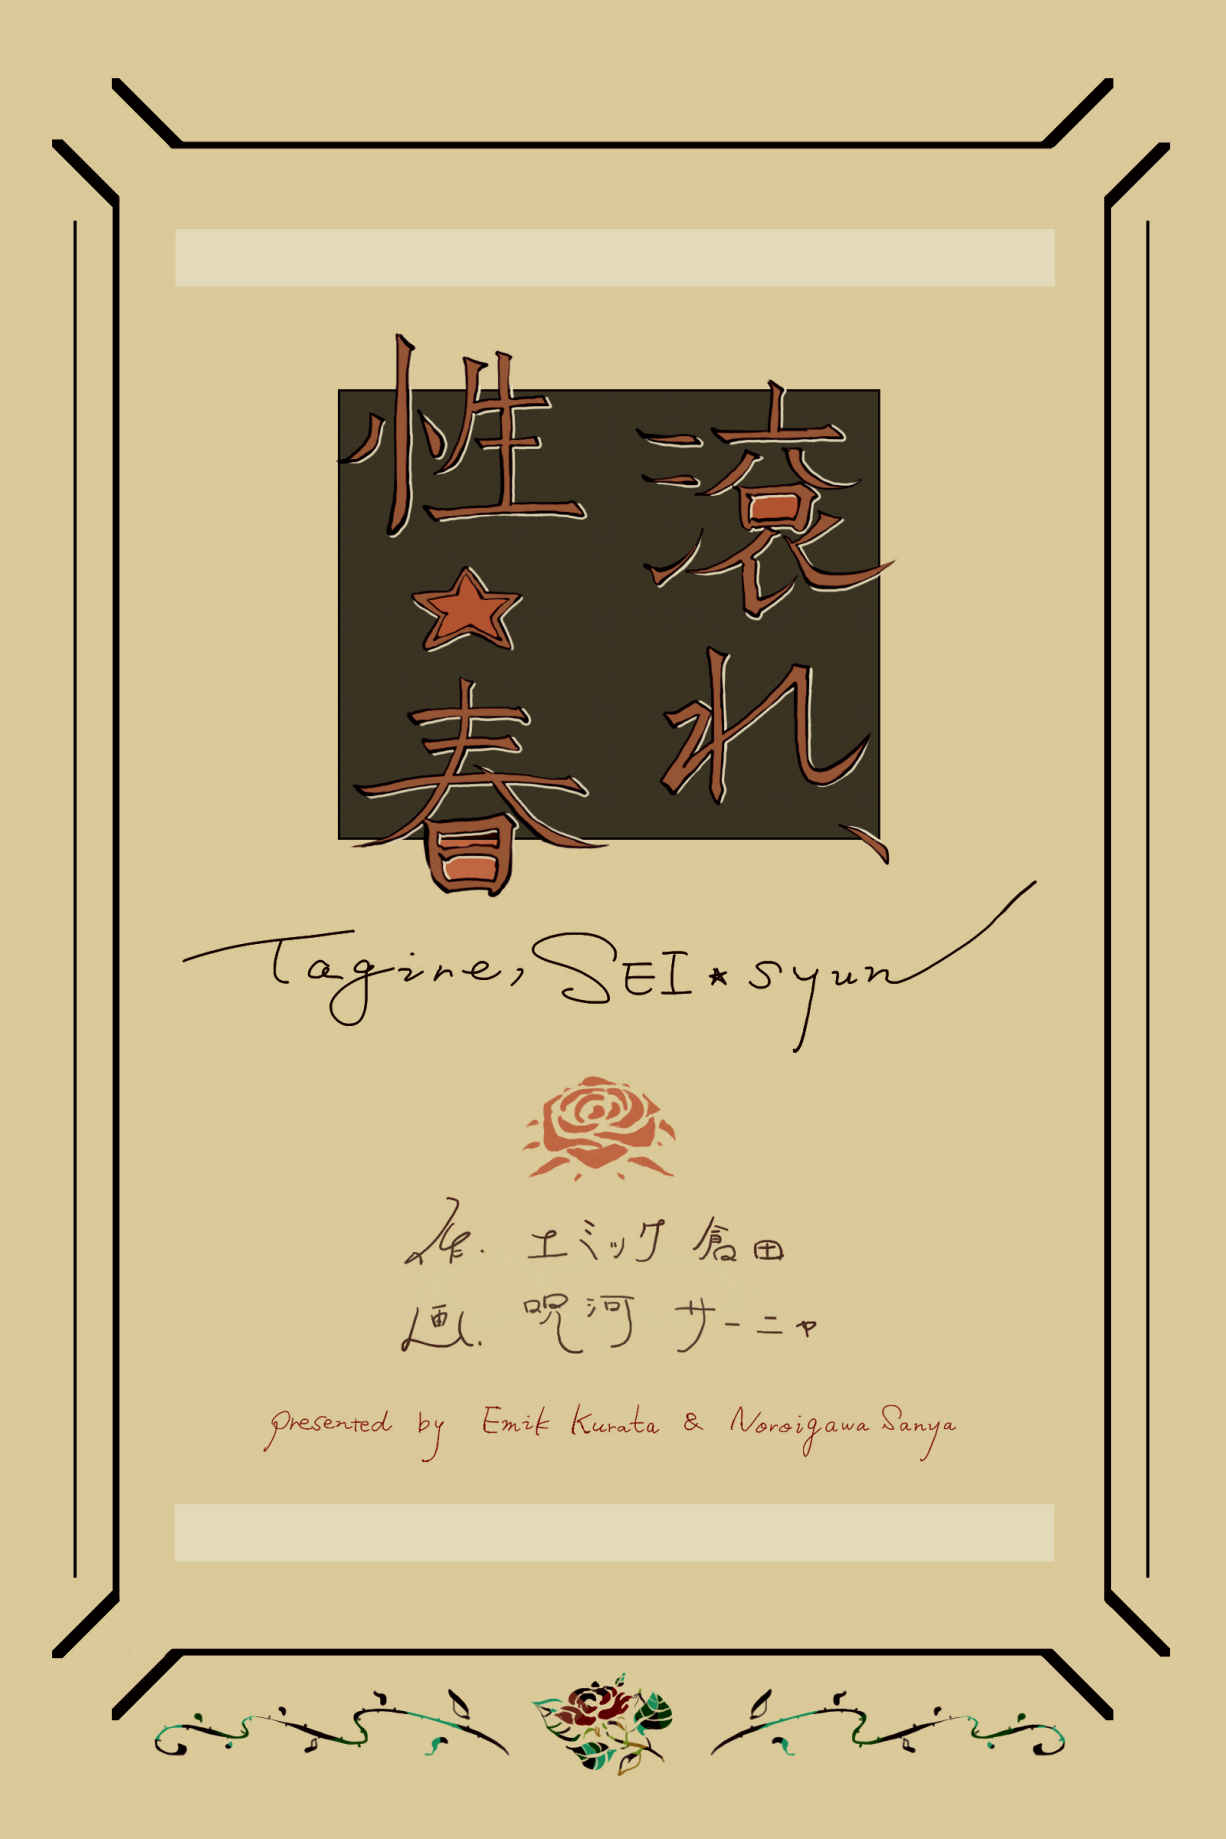 滾れ、
性★春
Tagine, SEI★syun
作. エミック 倉田
画. 呪河 サーニャ
presented by Emik Kurata & Noroigawa Sanya